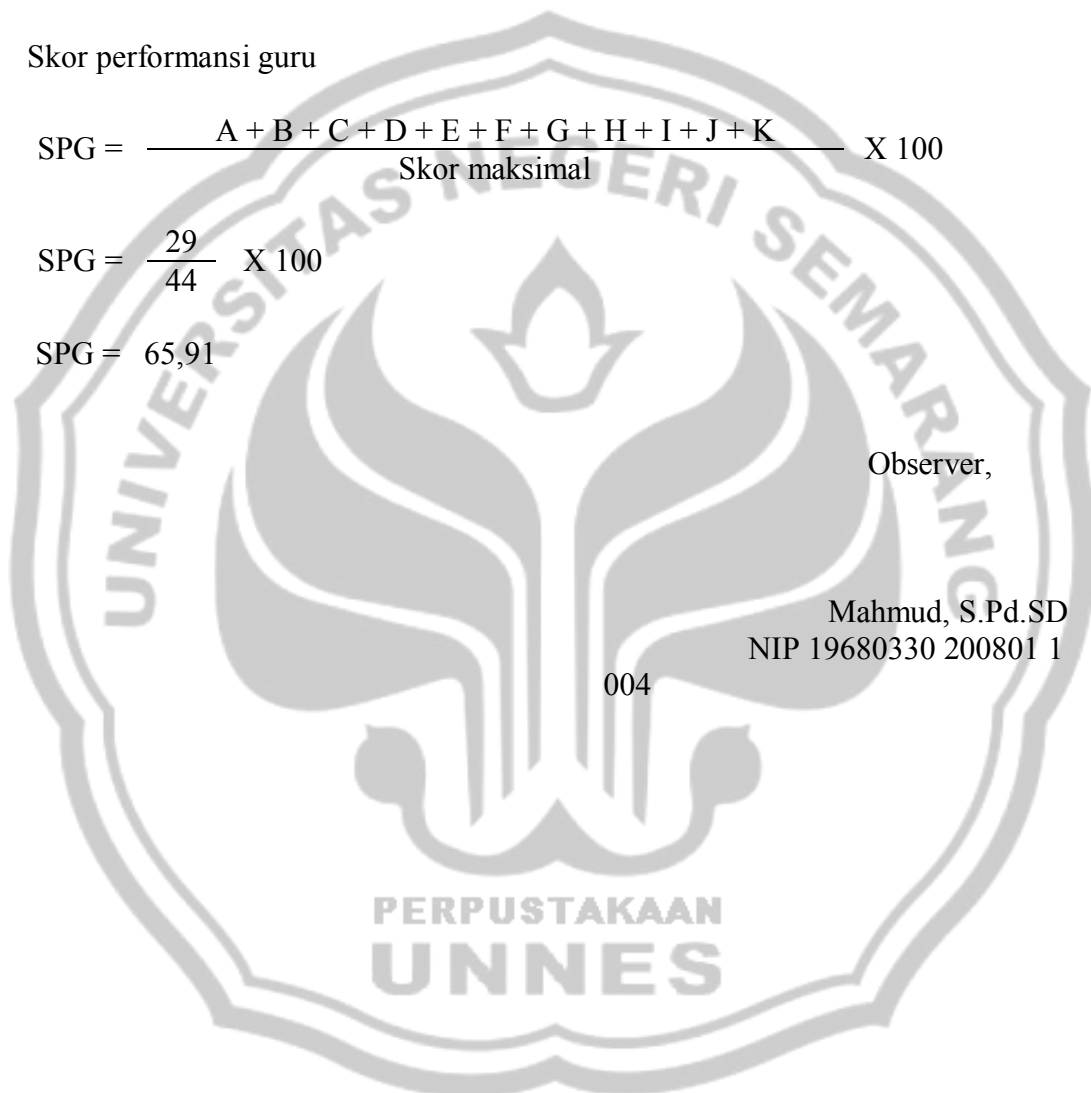 Skor performansi guru
SPG = A + B + C + D + E + F + G + H + I + J + K X 100
Skor maksimal
SPG = 29 X 100
44
SPG = 65,91
Observer,
Mahmud, S.Pd.SD
NIP 19680330 200801 1
004
UNIVERSITAS NEGERI SEMARANG
PERPUSTAKAAN
UNNES